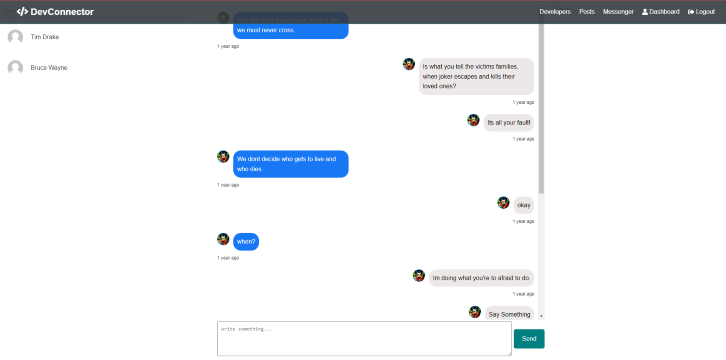 DevConnector
Developers Posts Messenger Dashboard Logout
Tim Drake
Bruce Wayne
we must never cross.
1 year ago
Is what you tell the victims families,
when joker escapes and kills their
loved ones?
1 year ago
Its all your fault!
1 year ago
We dont decide who gets to live and
who dies
1 year ago
okay
1 year ago
when?
1 year ago
Im doing what you're to afraid to do.
1 year ago
Say Something
write something...
Send